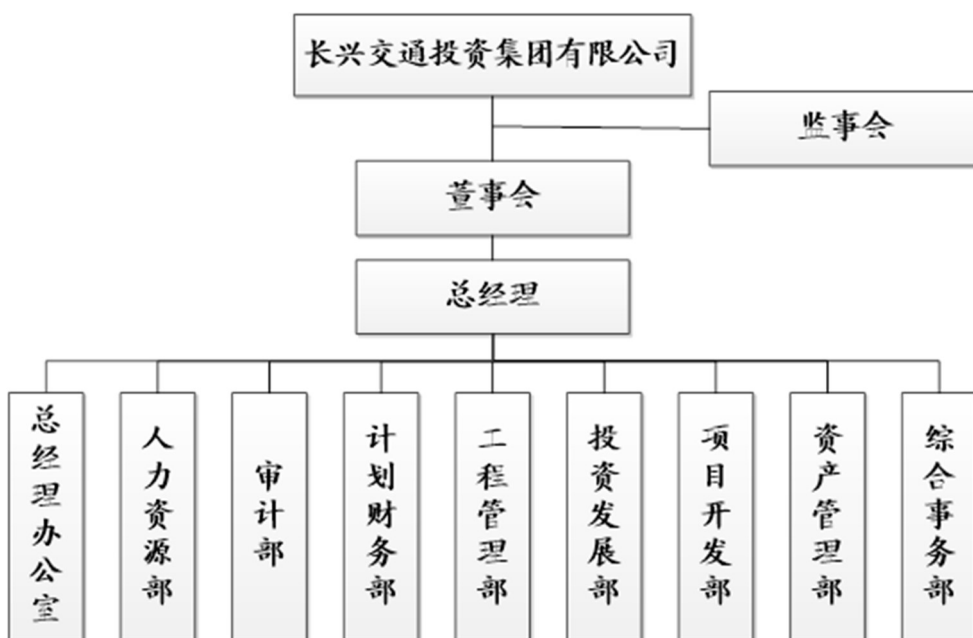 长兴交通投资集团有限公司
监事会
董事会
总经理
总经理办公室
人力资源部
审计部
计划财务部
工程管理部
投资发展部
项目开发部
资产管理部
综合事务部